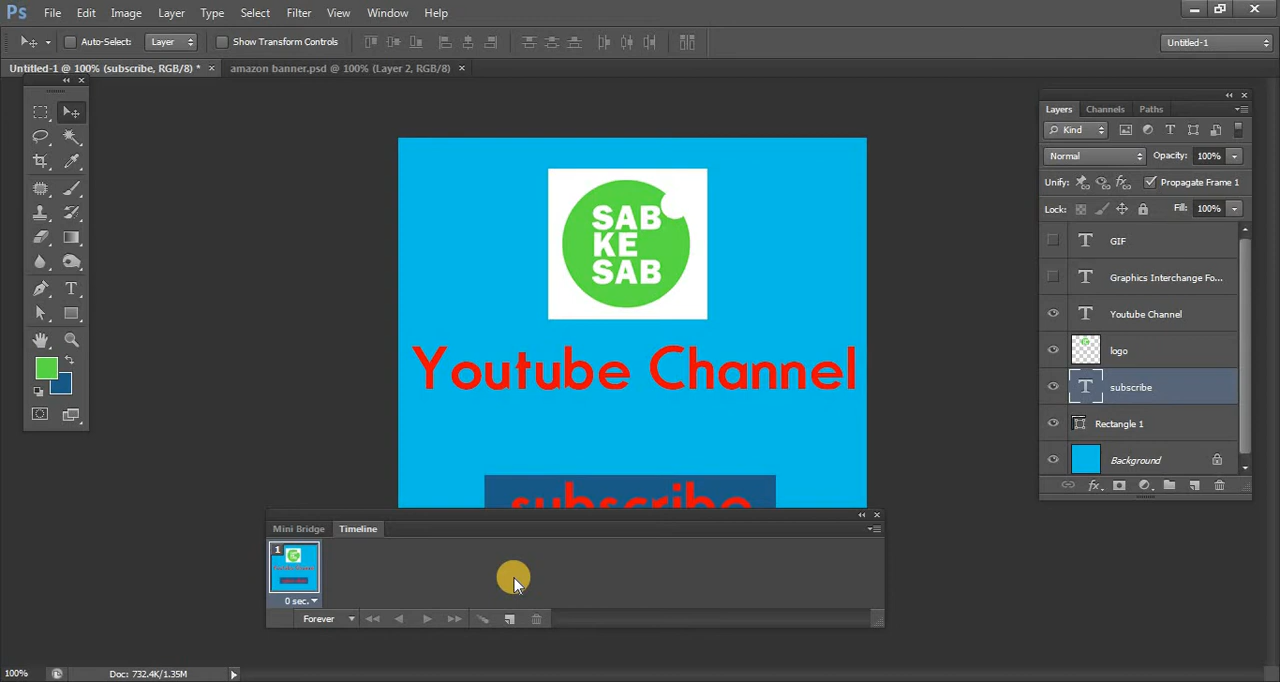 Ps File Edit Image Layer Type Select Filter View Window Help
Auto-Select: Layer Show Transform Controls Untitled-1
Untitled-1 @ 100% (subscribe, RGB/8) * × amazon banner.psd @ 100% (Layer 2, RGB/8) ×
Layers Channels Paths
Kind
Normal Opacity: 100%
Unify: Propagate Frame 1
Lock: Fill: 100%
GIF
Graphics Interchange Fo...
Youtube Channel
logo
subscribe
Rectangle 1
Background
SAB
KE
SAB
Youtube Channel
subscribe
Mini Bridge Timeline
1
0 sec.
Forever
100% Doc: 732.4K/1.35M